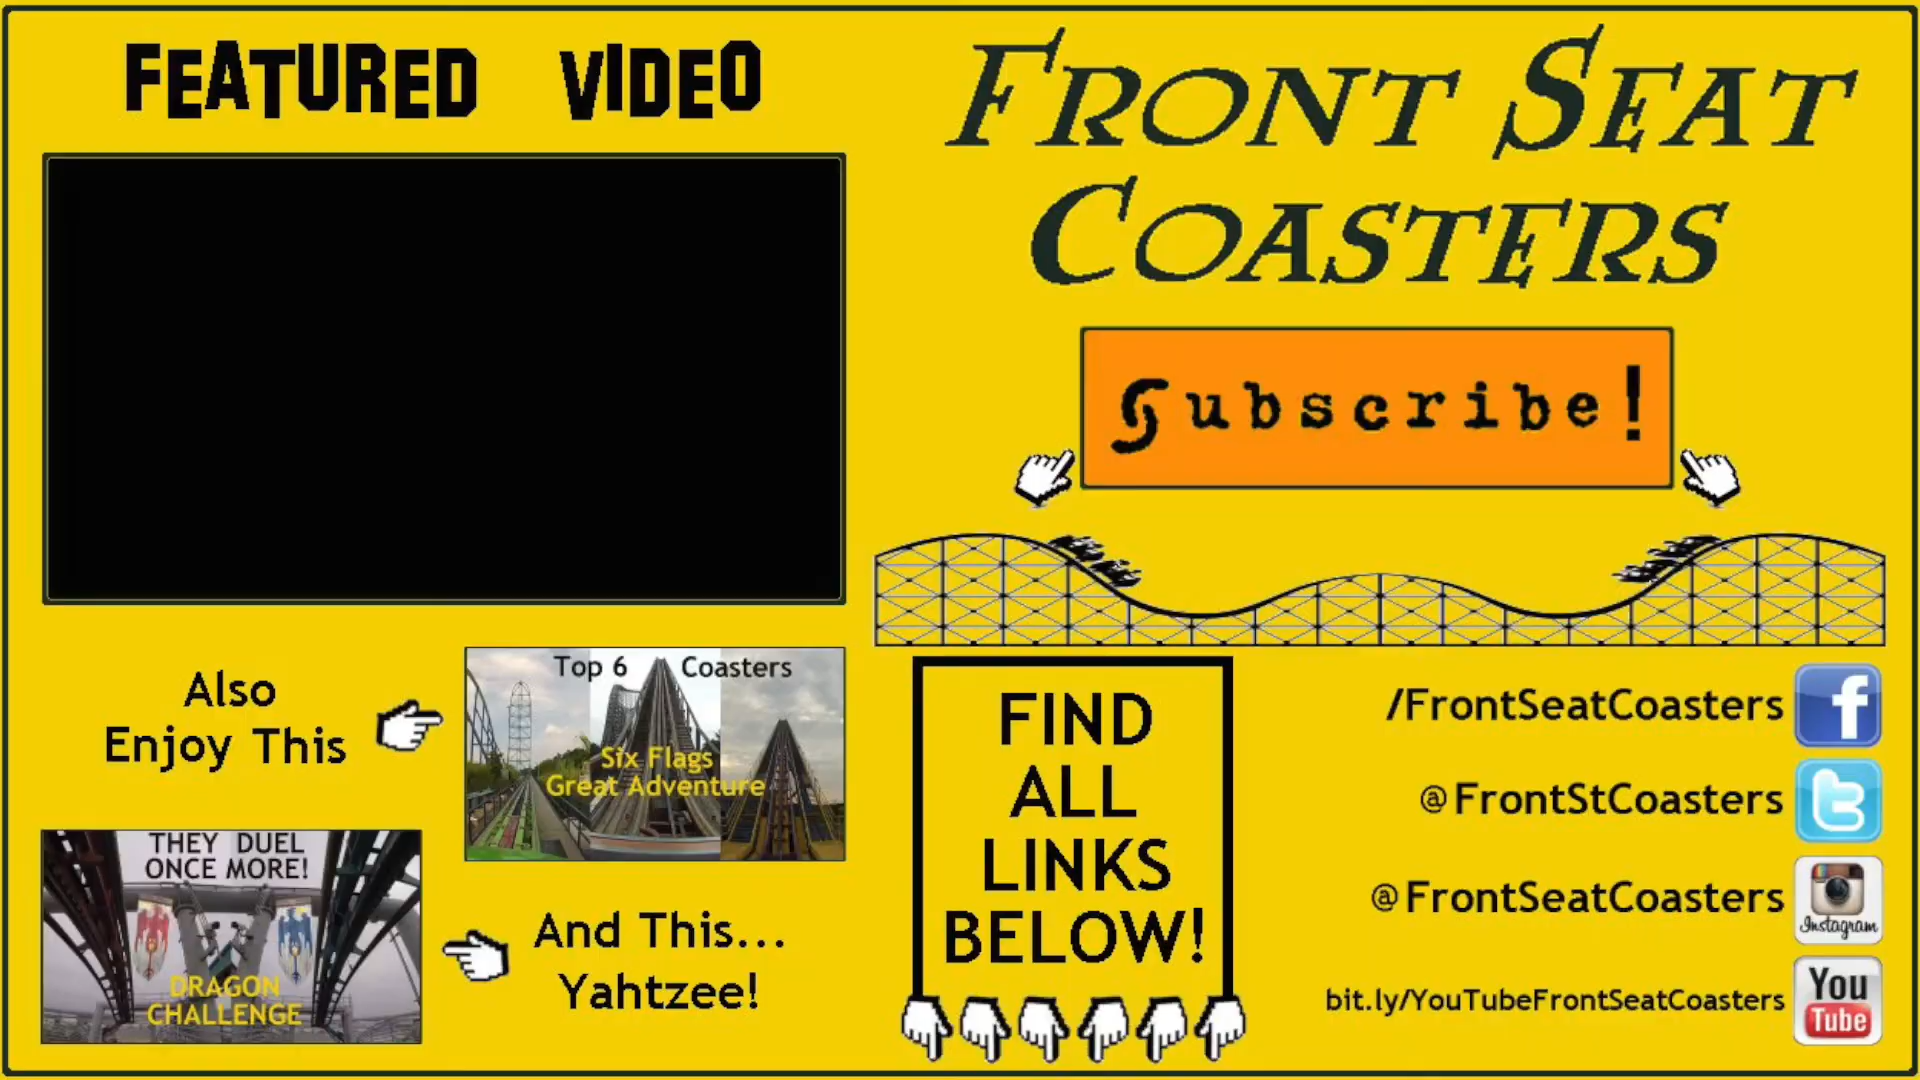 FEATURED VIDEO
FRONT SEAT
COASTERS
Subscribe!
Also
Enjoy This
Top 6 Coasters
Six Flags
Great Adventure
THEY DUEL
ONCE MORE!
DRAGON
CHALLENGE
And This...
Yahtzee!
FIND
ALL
LINKS
BELOW!
/FrontSeatCoasters
f
@FrontStCoasters
t
@FrontSeatCoasters
Instagram
bit.ly/YouTubeFrontSeatCoasters
You
Tube